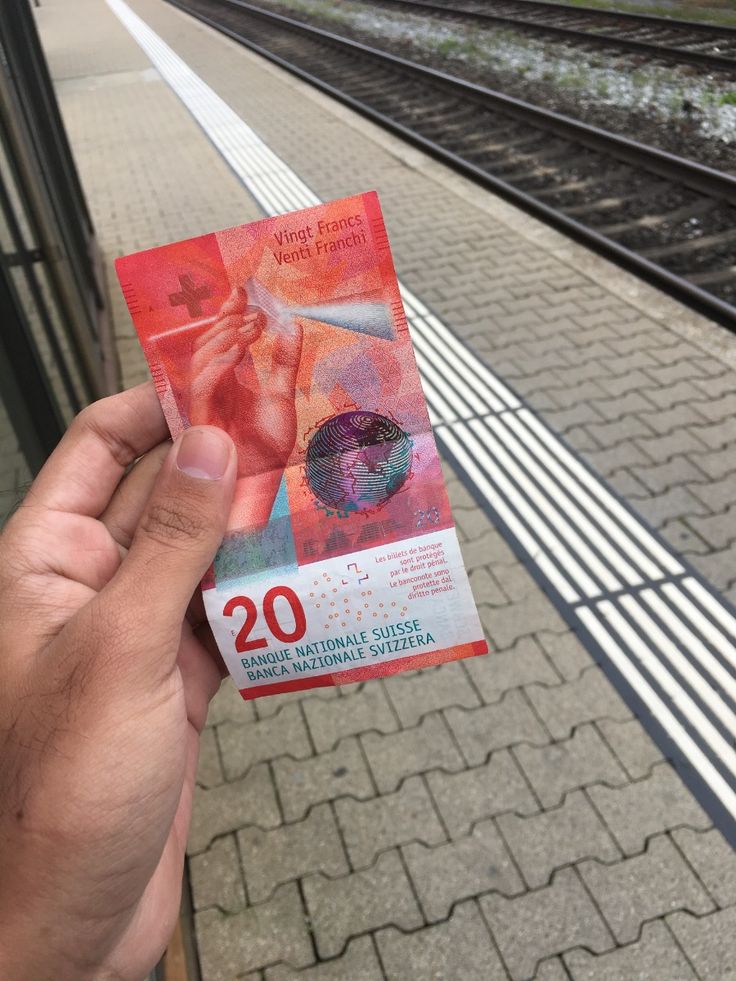 Vingt Francs
Venti Franchi
20
Les billets de banque
sont protégés
par le droit pénal.
Le banconote sono
protette dal
diritto penale.
20
BANQUE NATIONALE SUISSE
BANCA NAZIONALE SVIZZERA